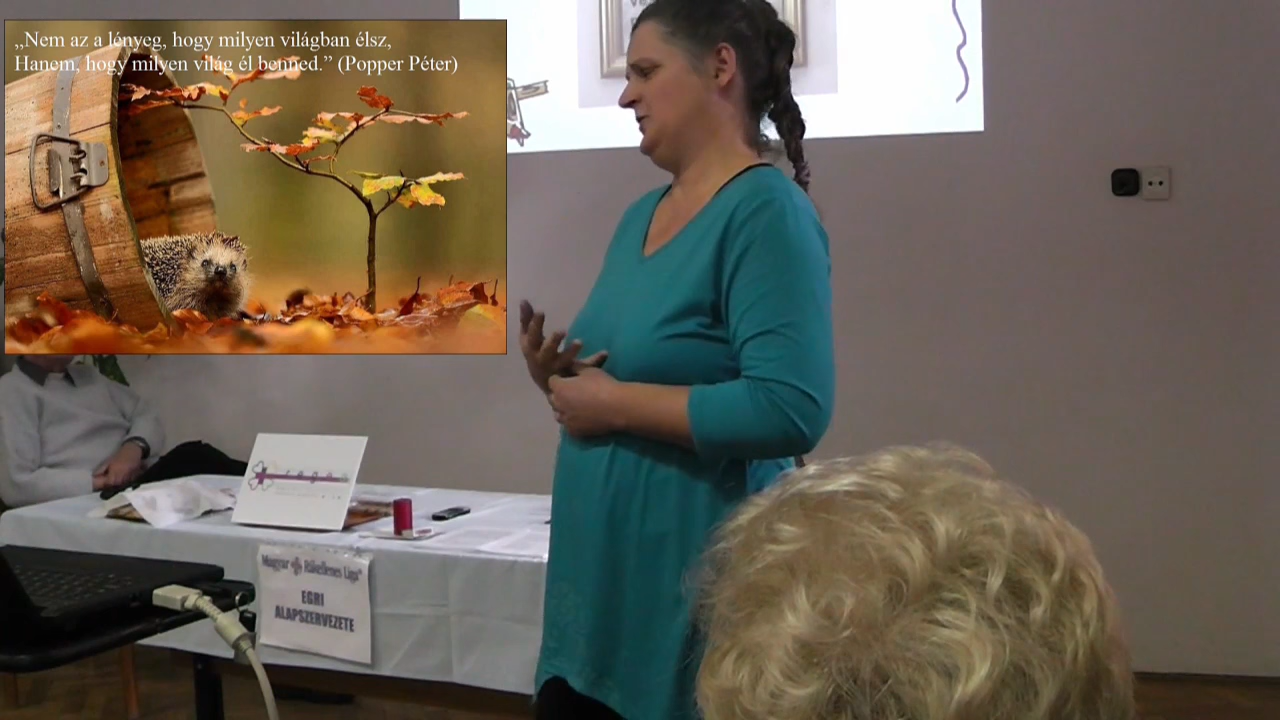 „Nem az a lényeg, hogy milyen világban élsz,
Hanem, hogy milyen világ él benned.” (Popper Péter)
Magyar Rákellenes Liga
EGRI
ALAPSZERVEZETE